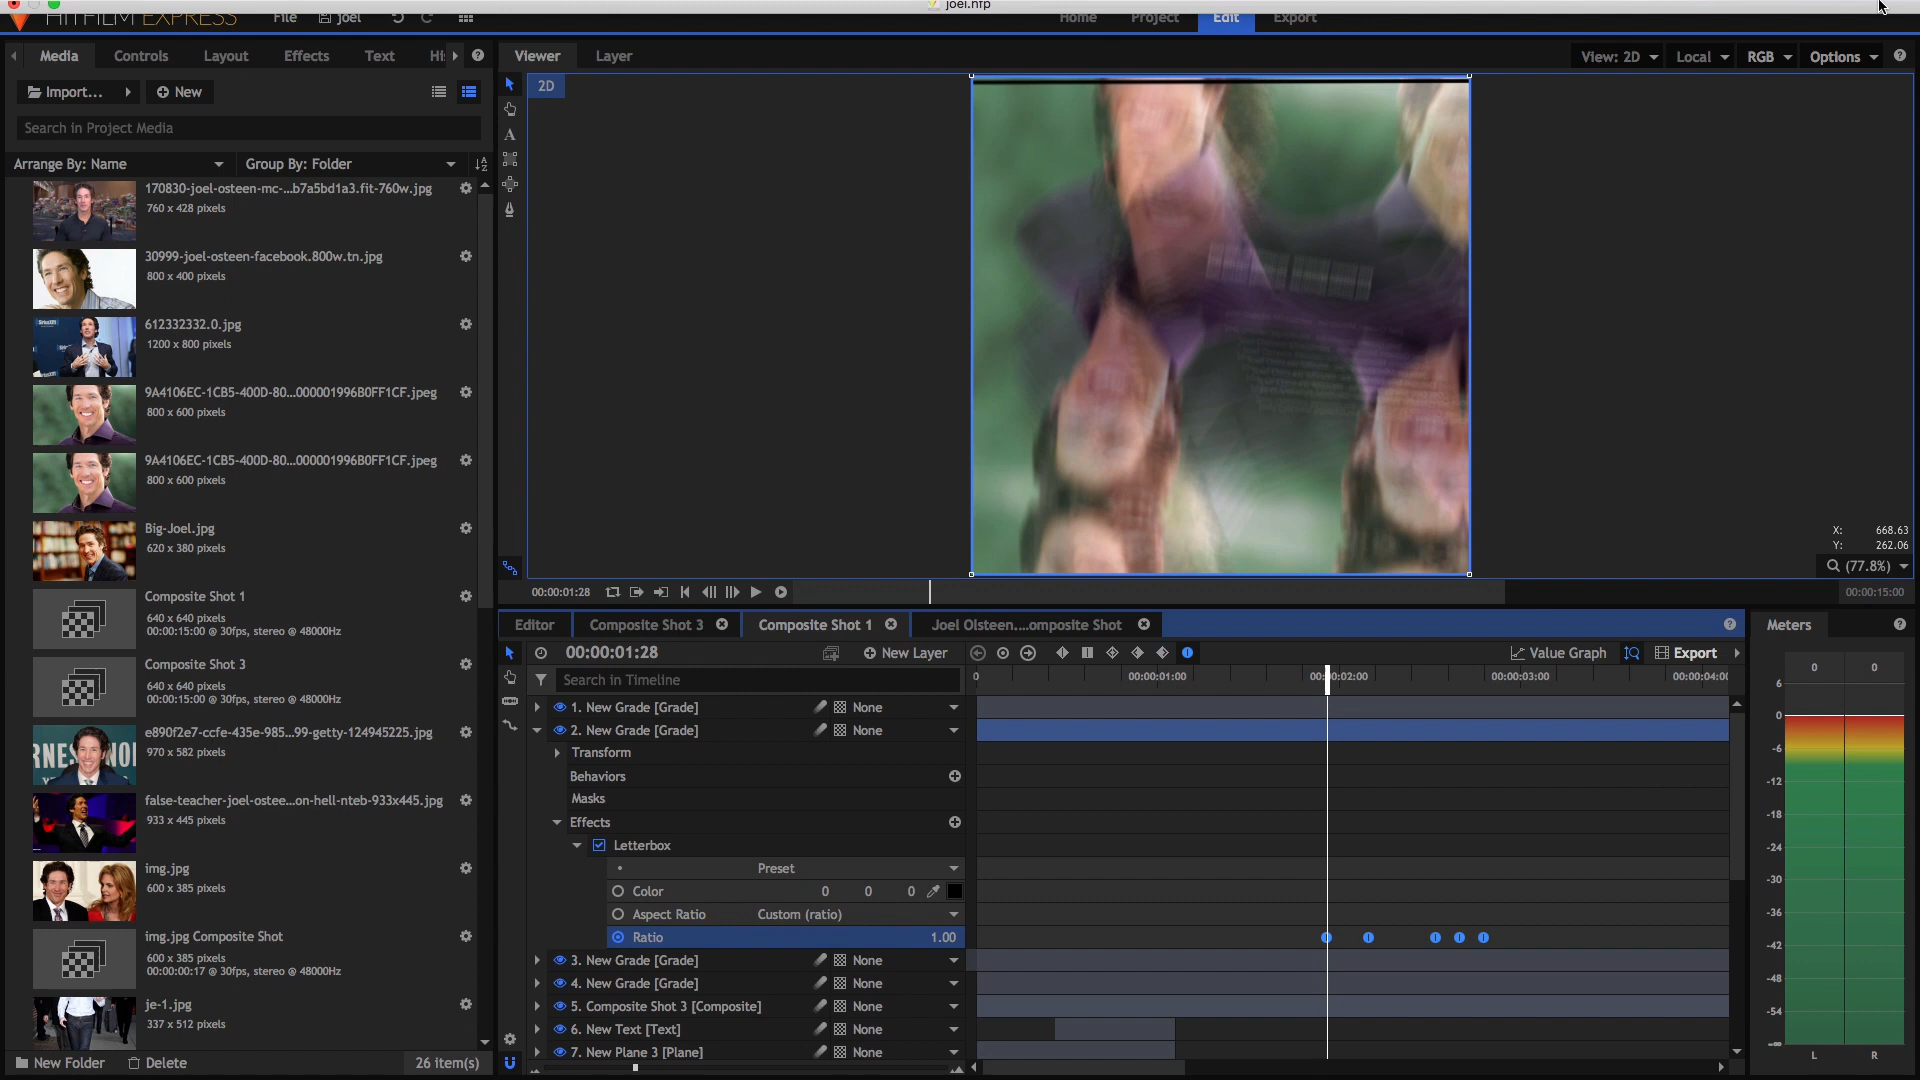 joel.hfp
HITFILM EXPRESS
File
joel
Home
Project
Edit
Export
Media
Controls
Layout
Effects
Text
Hi
Viewer
Layer
View: 2D
Local
RGB
Options
Import...
New
2D
Search in Project Media
Arrange By: Name
Group By: Folder
170830-joel-osteen-mc-...b7a5bd1a3.fit-760w.jpg
760 x 428 pixels
30999-joel-osteen-facebook.800w.tn.jpg
800 x 400 pixels
612332332.0.jpg
1200 x 800 pixels
9A4106EC-1CB5-400D-80...000001996B0FF1CF.jpeg
800 x 600 pixels
9A4106EC-1CB5-400D-80...000001996B0FF1CF.jpeg
800 x 600 pixels
Big-Joel.jpg
620 x 380 pixels
Composite Shot 1
640 x 640 pixels
00:00:15:00 @ 30fps, stereo @ 48000Hz
Composite Shot 3
640 x 640 pixels
00:00:15:00 @ 30fps, stereo @ 48000Hz
e890f2e7-ccfe-435e-985...99-getty-124945225.jpg
970 x 582 pixels
false-teacher-joel-ostee...on-hell-nteb-933x445.jpg
933 x 445 pixels
img.jpg
600 x 385 pixels
img.jpg Composite Shot
600 x 385 pixels
00:00:00:17 @ 30fps, stereo @ 48000Hz
je-1.jpg
337 x 512 pixels
New Folder
Delete
26 item(s)
X: 668.63
Y: 262.06
(77.8%)
00:00:01:28
00:00:15:00
Editor
Composite Shot 3
Composite Shot 1
Joel Olsteen....omposite Shot
Meters
00:00:01:28
New Layer
Value Graph
Export
Search in Timeline
0
00:00:01:00
00:00:02:00
00:00:03:00
00:00:04:00
1. New Grade [Grade]
None
2. New Grade [Grade]
None
Transform
Behaviors
Masks
Effects
Letterbox
Preset
Color
0 0 0
Aspect Ratio
Custom (ratio)
Ratio
1.00
3. New Grade [Grade]
None
4. New Grade [Grade]
None
5. Composite Shot 3 [Composite]
None
6. New Text [Text]
None
7. New Plane 3 [Plane]
None
0 0
6
0
-6
-12
-18
-24
-30
-36
-42
-48
-54
-∞
L R